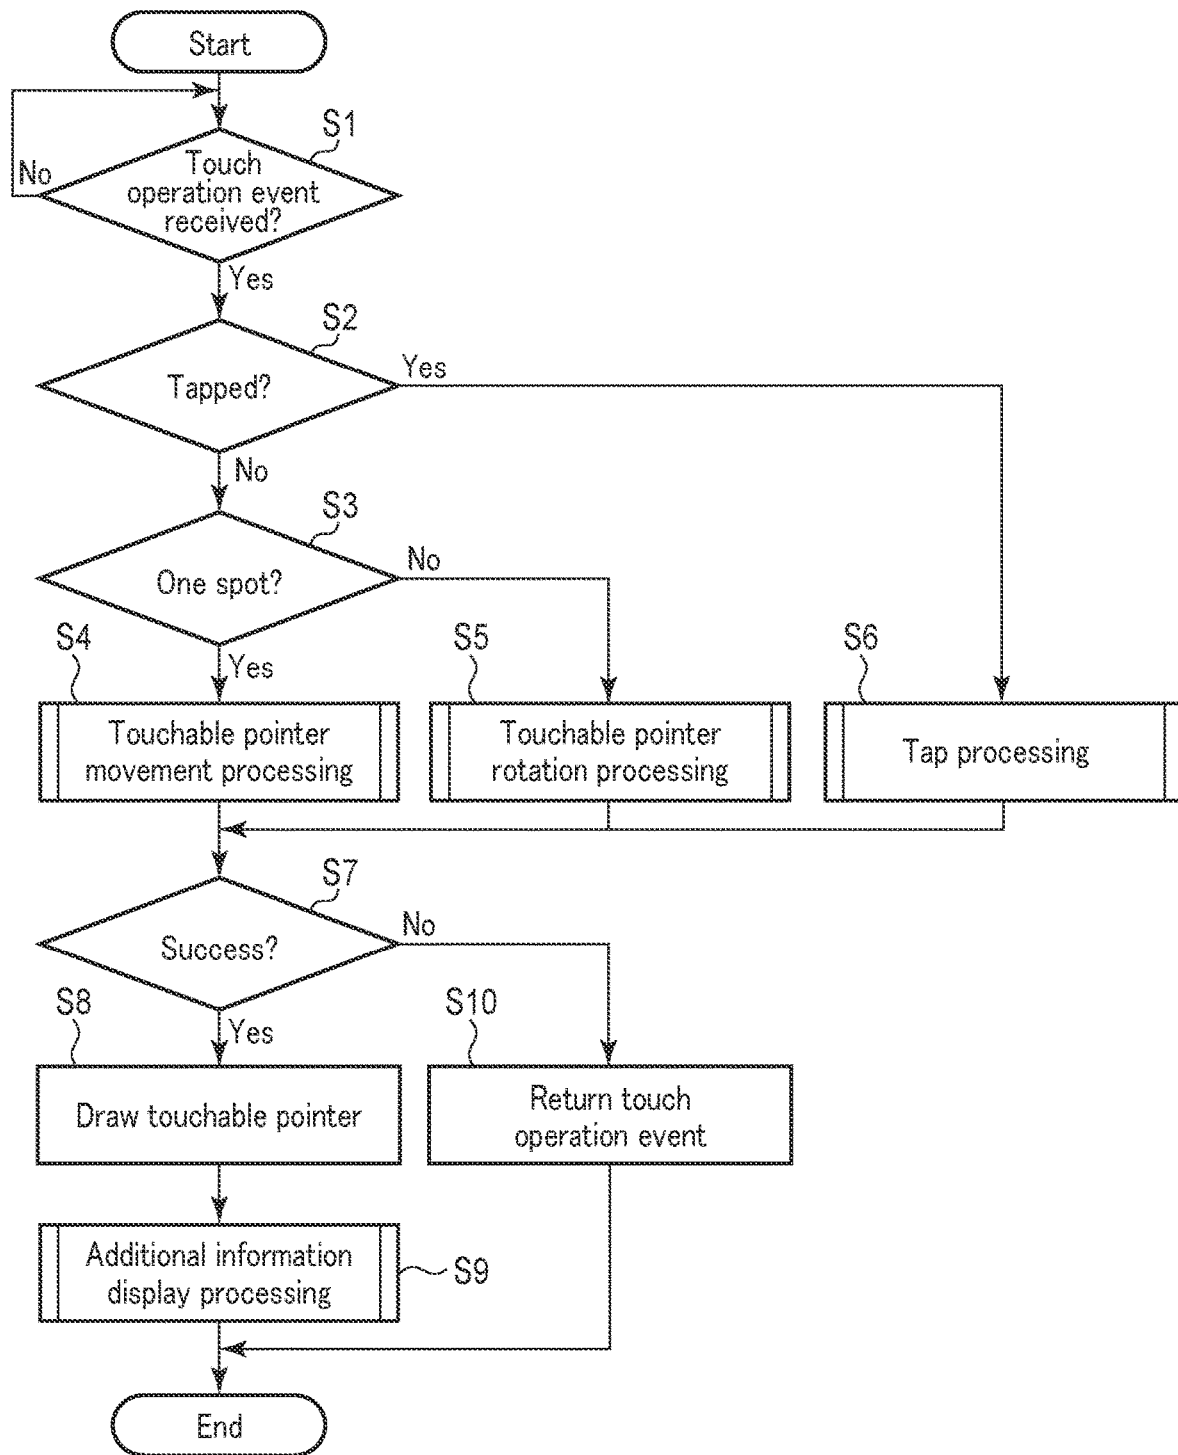 Start
S1
No
Touch
operation event
received?
Yes
S2
Tapped?
Yes
No
S3
One spot?
No
Yes
S4
S5
S6
Touchable pointer
movement processing
Touchable pointer
rotation processing
Tap processing
S7
Success?
No
Yes
S8
S10
Draw touchable pointer
Return touch
operation event
Additional information
display processing
S9
End